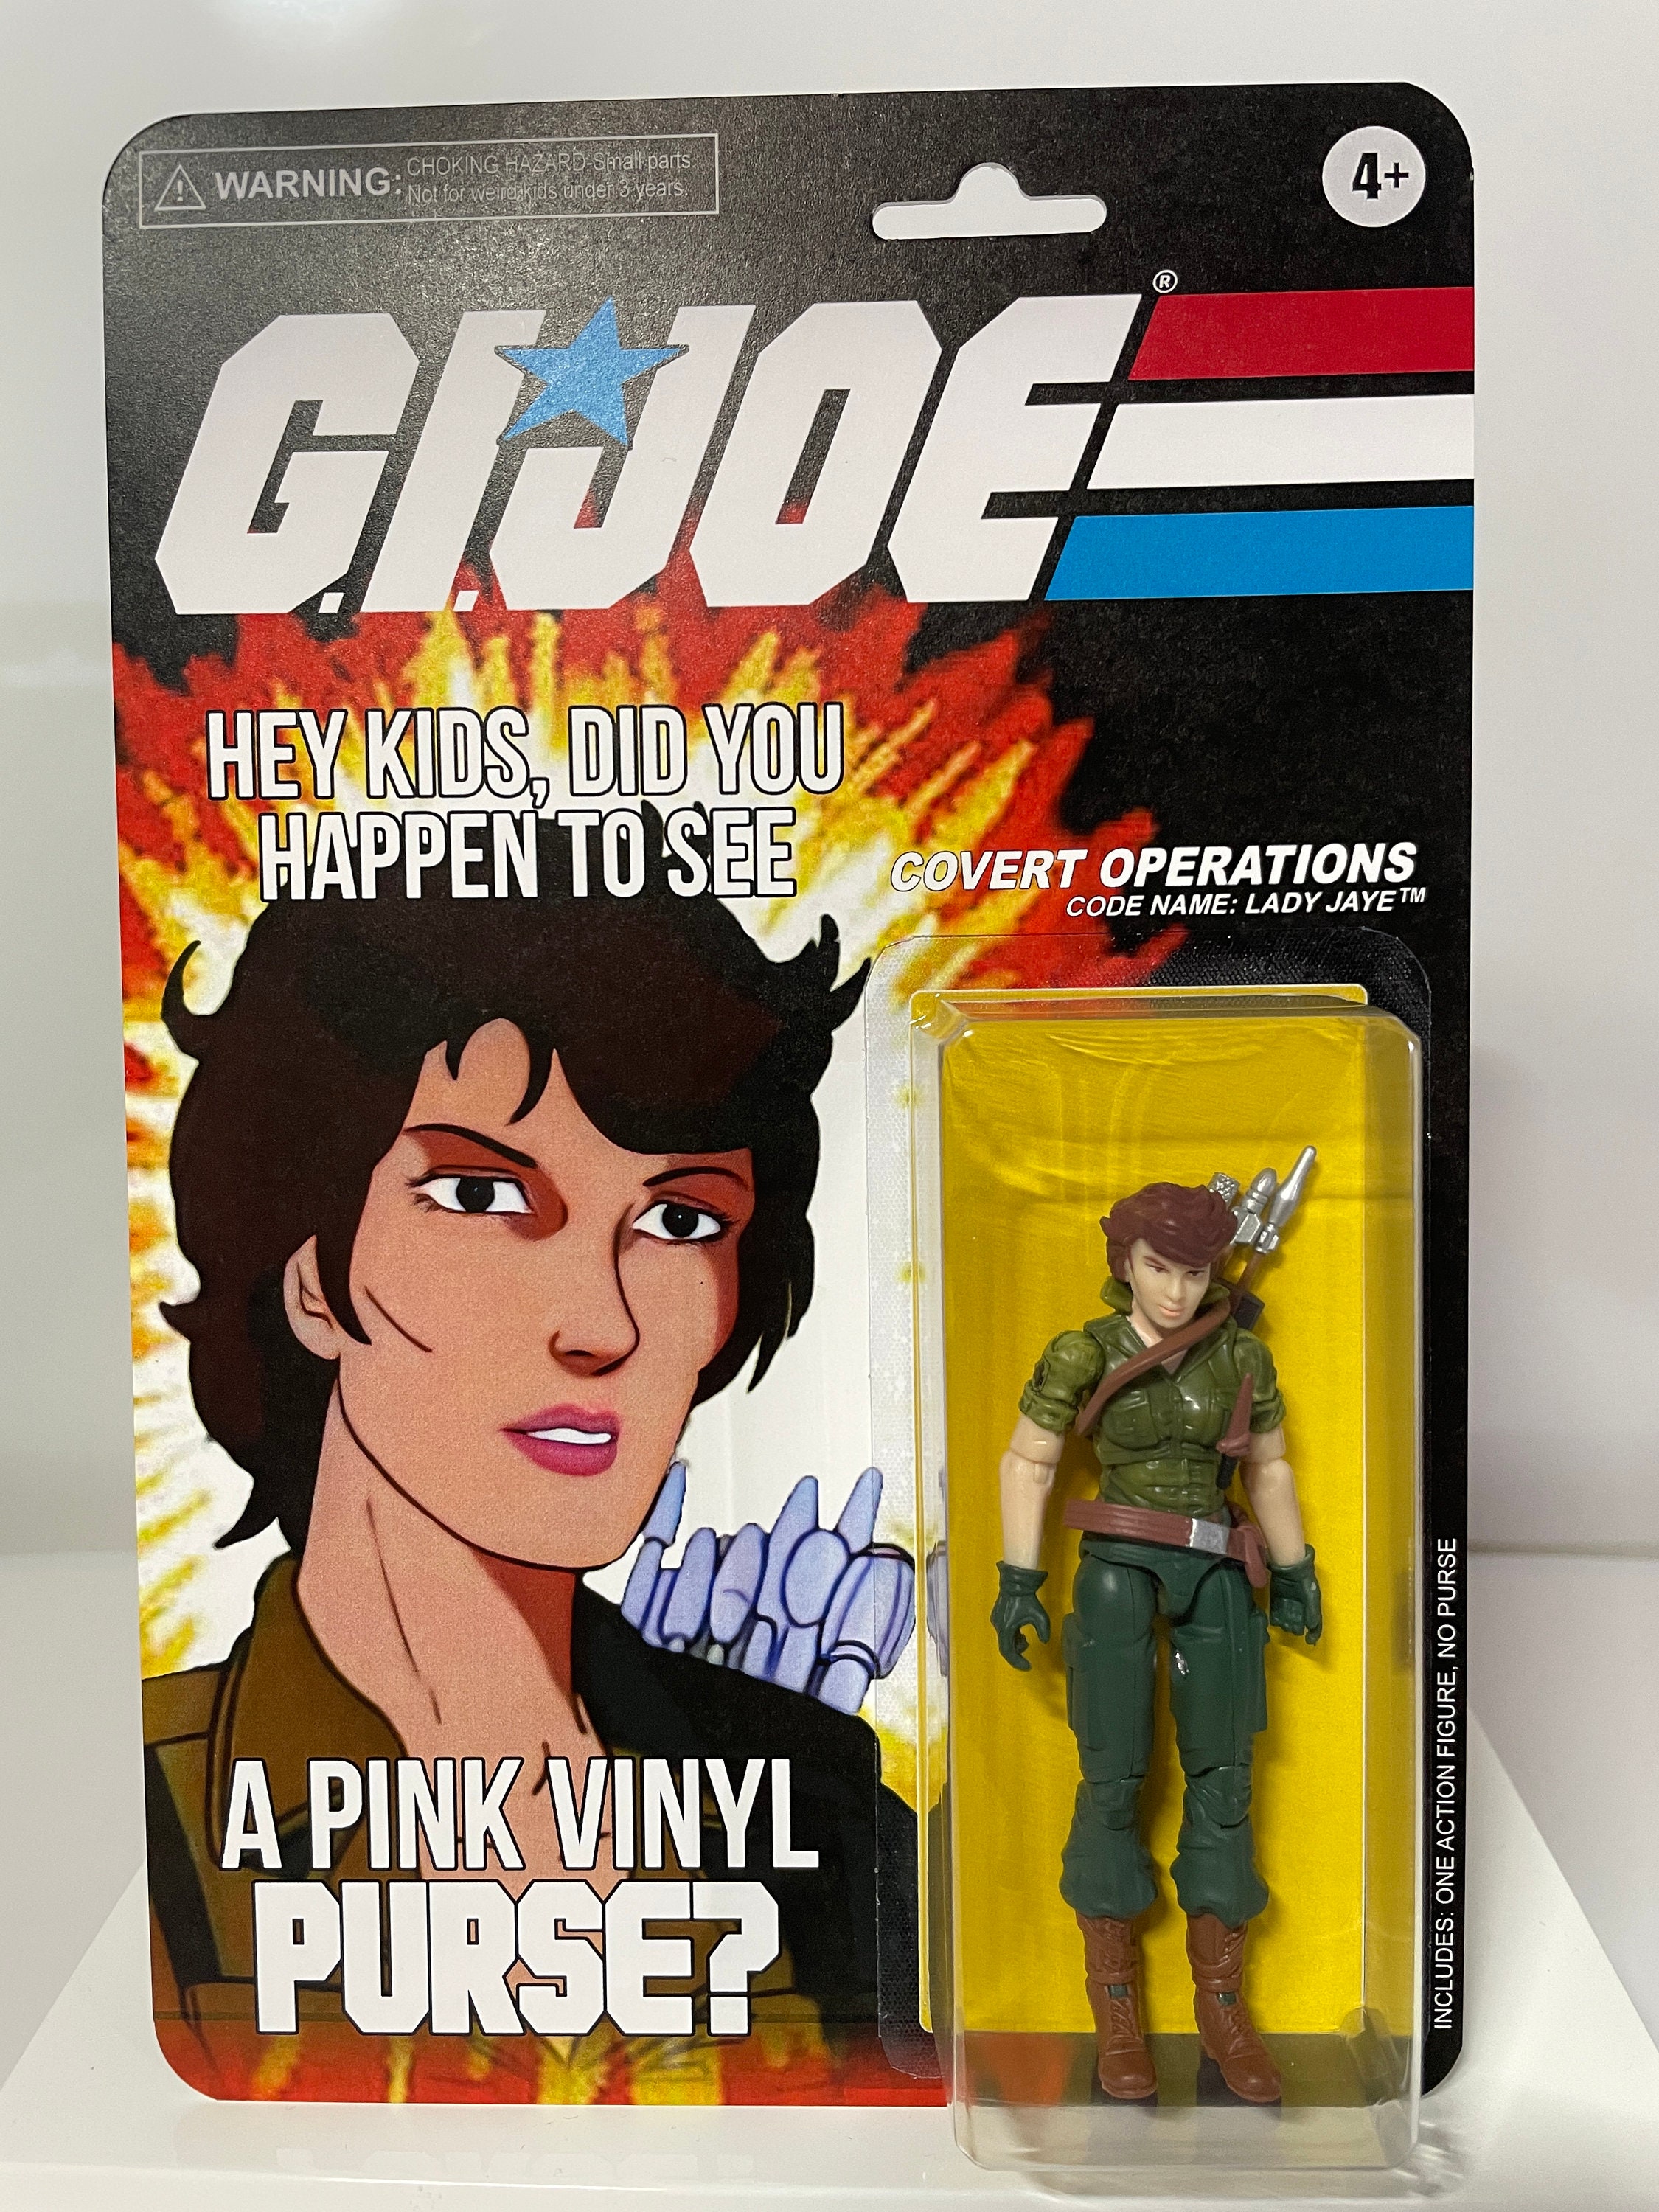 WARNING: CHOKING HAZARD-Small parts
Not for weird kids under 3 years.
4+
G.I. JOE®
HEY KIDS, DID YOU
HAPPEN TO SEE
COVERT OPERATIONS
CODE NAME: LADY JAYE™
A PINK VINYL
PURSE?
INCLUDES: ONE ACTION FIGURE, NO PURSE